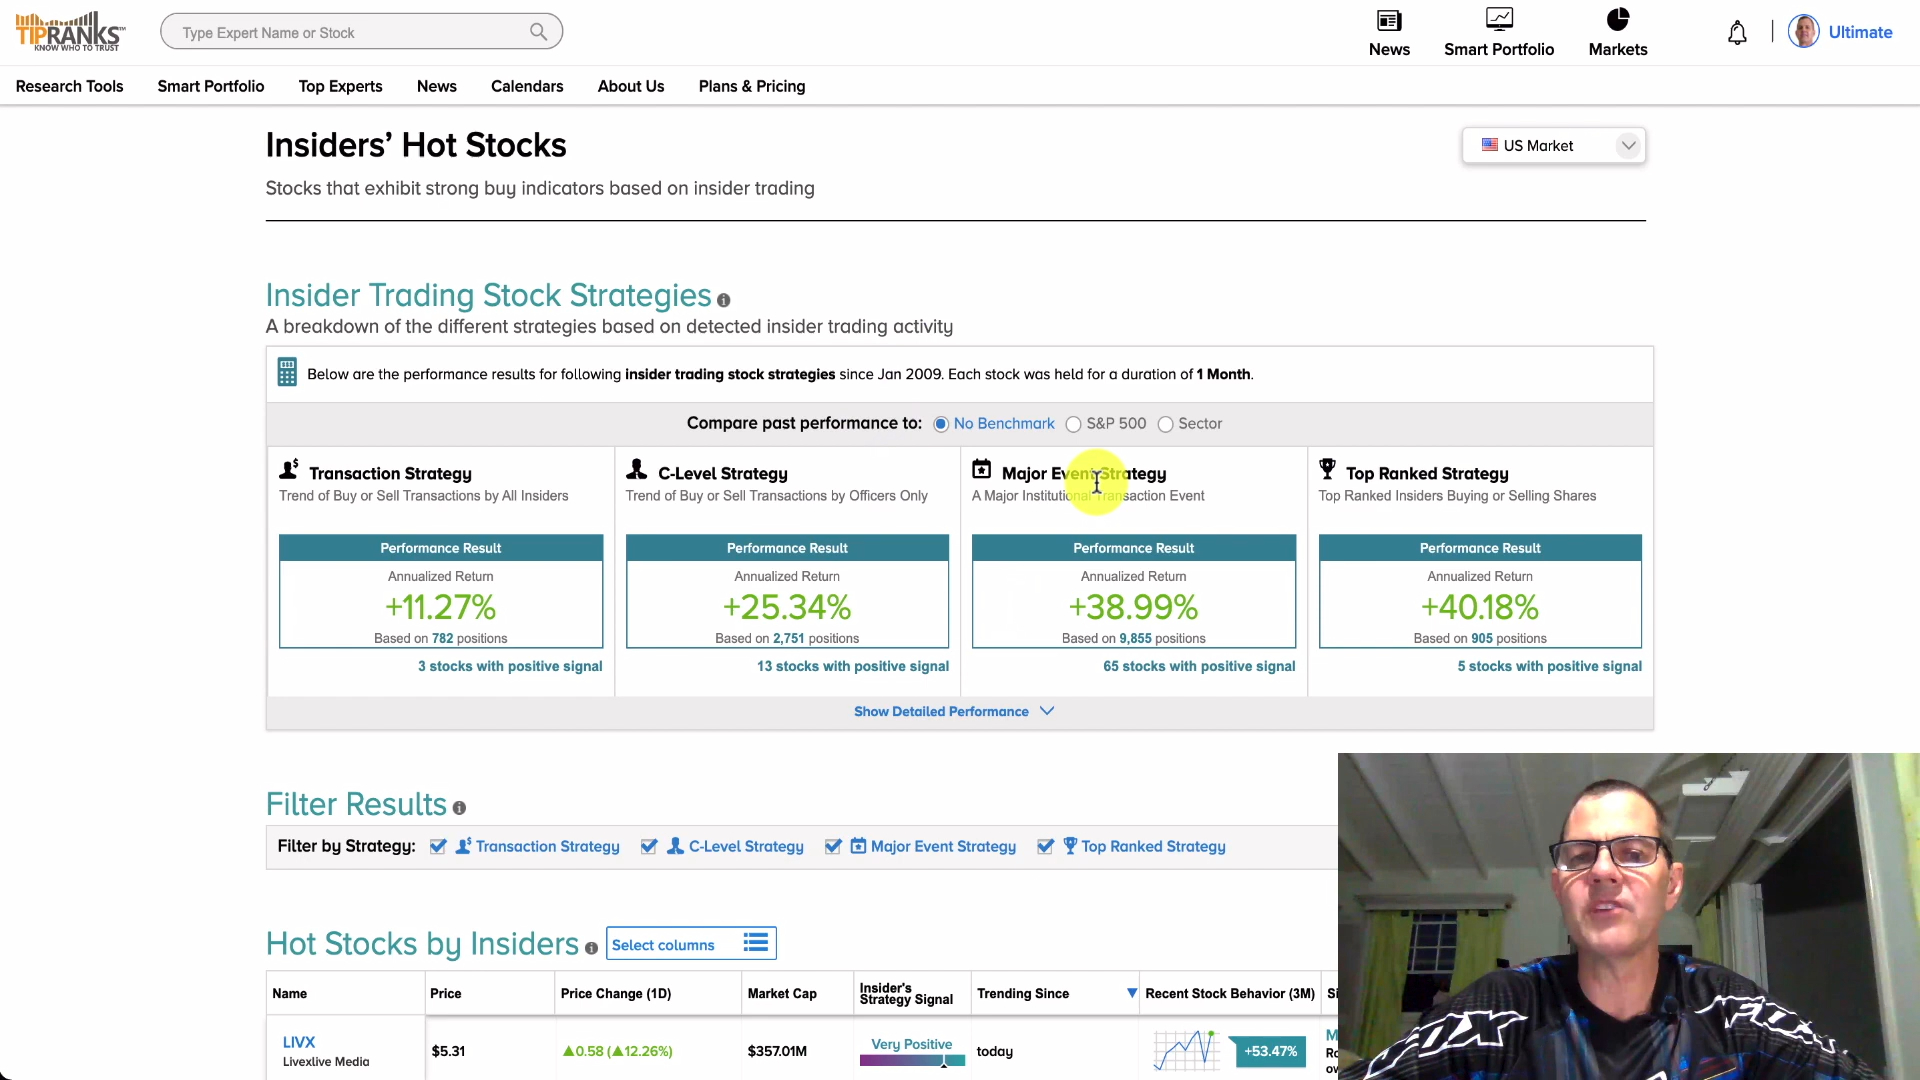 TIPRANKS
KNOW WHO TO TRUST
Type Expert Name or Stock
News
Smart Portfolio
Markets
Ultimate
Research Tools
Smart Portfolio
Top Experts
News
Calendars
About Us
Plans & Pricing
Insiders’ Hot Stocks
US Market
Stocks that exhibit strong buy indicators based on insider trading
Insider Trading Stock Strategies
A breakdown of the different strategies based on detected insider trading activity
Below are the performance results for following insider trading stock strategies since Jan 2009. Each stock was held for a duration of 1 Month.
Compare past performance to: No Benchmark S&P 500 Sector
Transaction Strategy
Trend of Buy or Sell Transactions by All Insiders
Performance Result
Annualized Return
+11.27%
Based on 782 positions
3 stocks with positive signal
C-Level Strategy
Trend of Buy or Sell Transactions by Officers Only
Performance Result
Annualized Return
+25.34%
Based on 2,751 positions
13 stocks with positive signal
Major Event Strategy
A Major Institutional Transaction Event
Performance Result
Annualized Return
+38.99%
Based on 9,855 positions
65 stocks with positive signal
Top Ranked Strategy
Top Ranked Insiders Buying or Selling Shares
Performance Result
Annualized Return
+40.18%
Based on 905 positions
5 stocks with positive signal
Show Detailed Performance
Filter Results
Filter by Strategy: Transaction Strategy C-Level Strategy Major Event Strategy Top Ranked Strategy
Hot Stocks by Insiders
Select columns
Name
Price
Price Change (1D)
Market Cap
Insider's
Strategy Signal
Trending Since
Recent Stock Behavior (3M)
LIVX
Livexlive Media
$5.31
▲0.58 (▲12.26%)
$357.01M
Very Positive
today
+53.47%
FOX